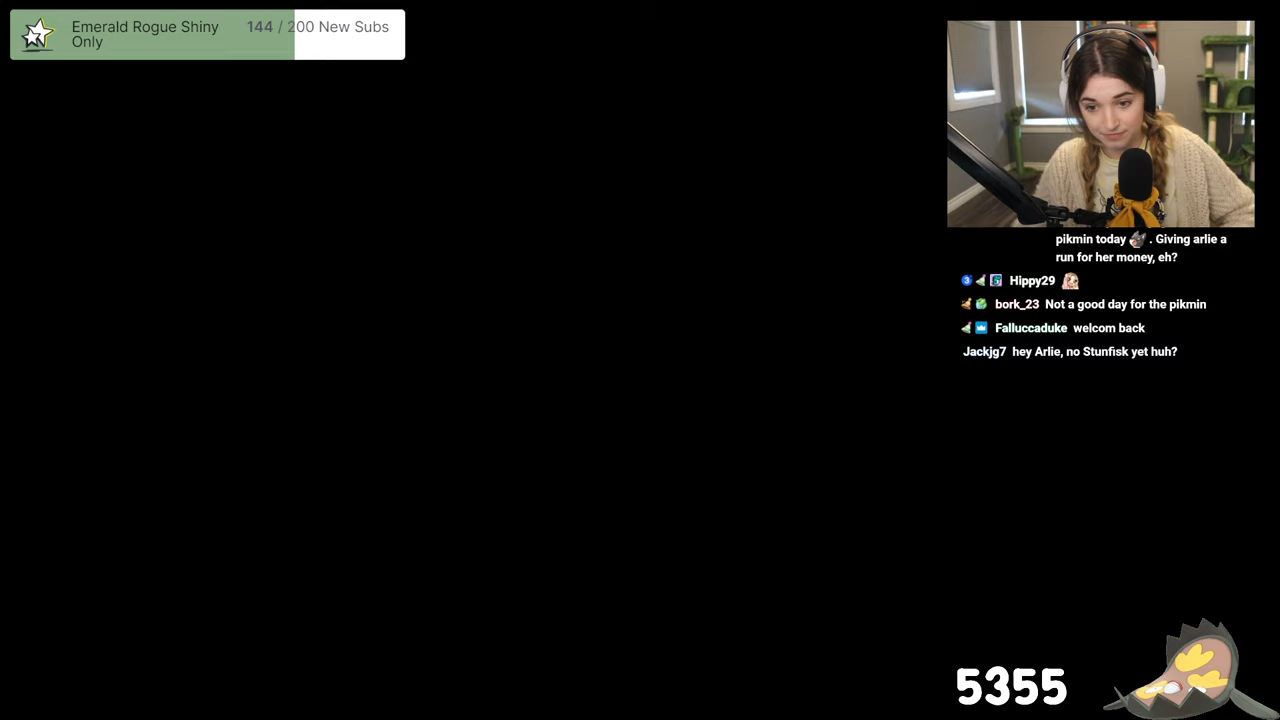 Emerald Rogue Shiny Only
144 / 200 New Subs
pikmin today . Giving arlie a
run for her money, eh?
3 Hippy29
bork_23 Not a good day for the pikmin
Falluccaduke welcom back
Jackjg7 hey Arlie, no Stunfisk yet huh?
5355